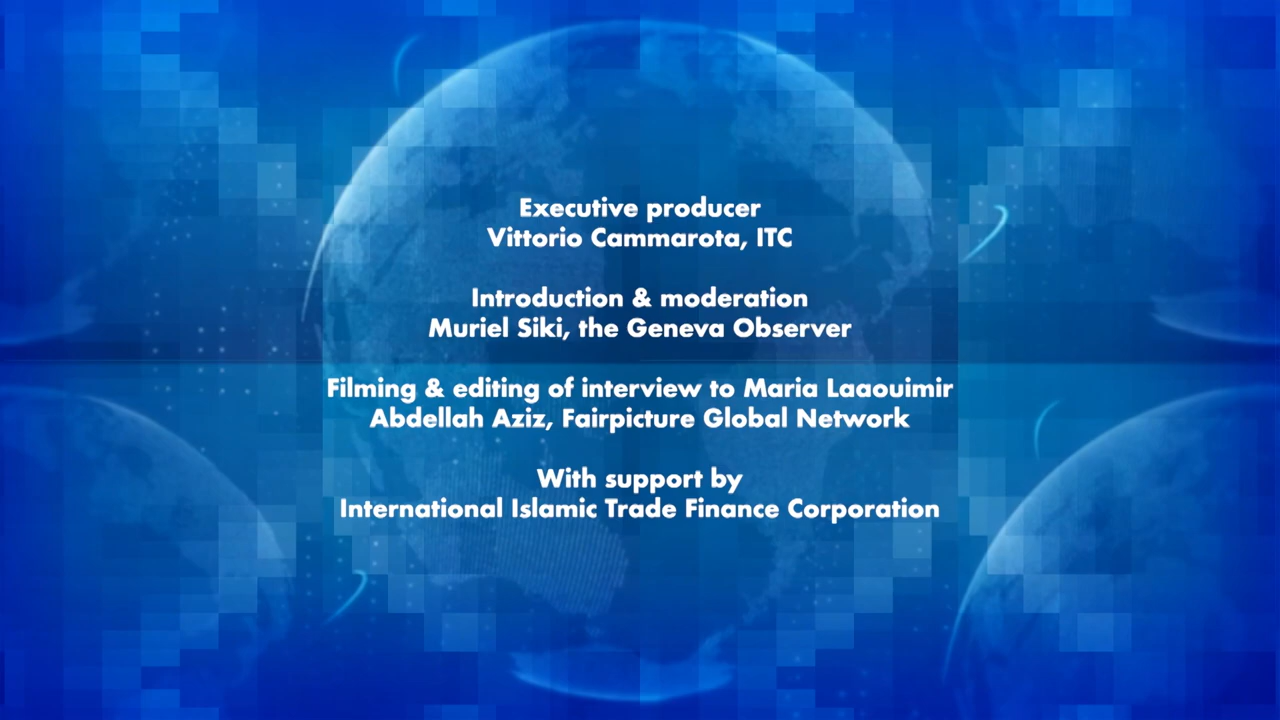 Executive producer
Vittorio Cammarota, ITC
Introduction & moderation
Muriel Siki, the Geneva Observer
Filming & editing of interview to Maria Laaouimir
Abdellah Aziz, Fairpicture Global Network
With support by
International Islamic Trade Finance Corporation